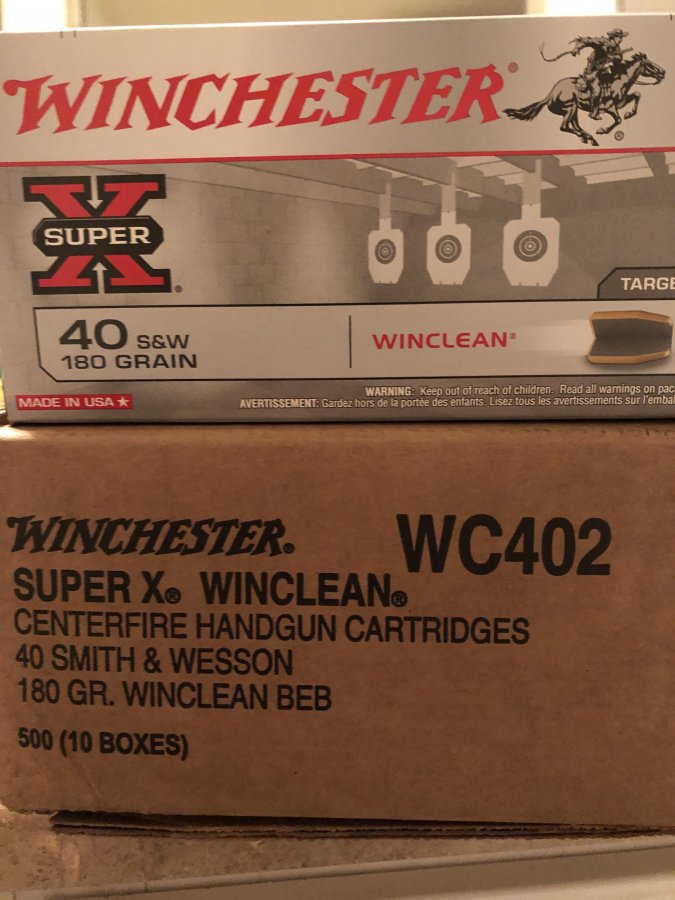 WINCHESTER®
X
SUPER
®
TARGE
40 S&W
180 GRAIN
WINCLEAN®
MADE IN USA ★
WARNING: Keep out of reach of children. Read all warnings on pac
AVERTISSEMENT: Gardez hors de la portée des enfants. Lisez tous les avertissements sur l'embal
WINCHESTER®
WC402
SUPER X® WINCLEAN®
CENTERFIRE HANDGUN CARTRIDGES
40 SMITH & WESSON
180 GR. WINCLEAN BEB
500 (10 BOXES)